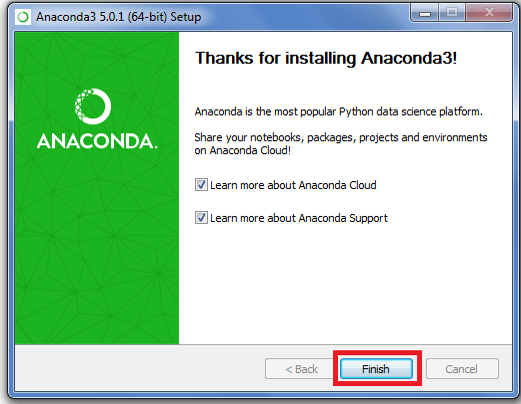 Anaconda3 5.0.1 (64-bit) Setup
ANACONDA.
Thanks for installing Anaconda3!
Anaconda is the most popular Python data science platform.
Share your notebooks, packages, projects and environments
on Anaconda Cloud!
Learn more about Anaconda Cloud
Learn more about Anaconda Support
< Back
Finish
Cancel